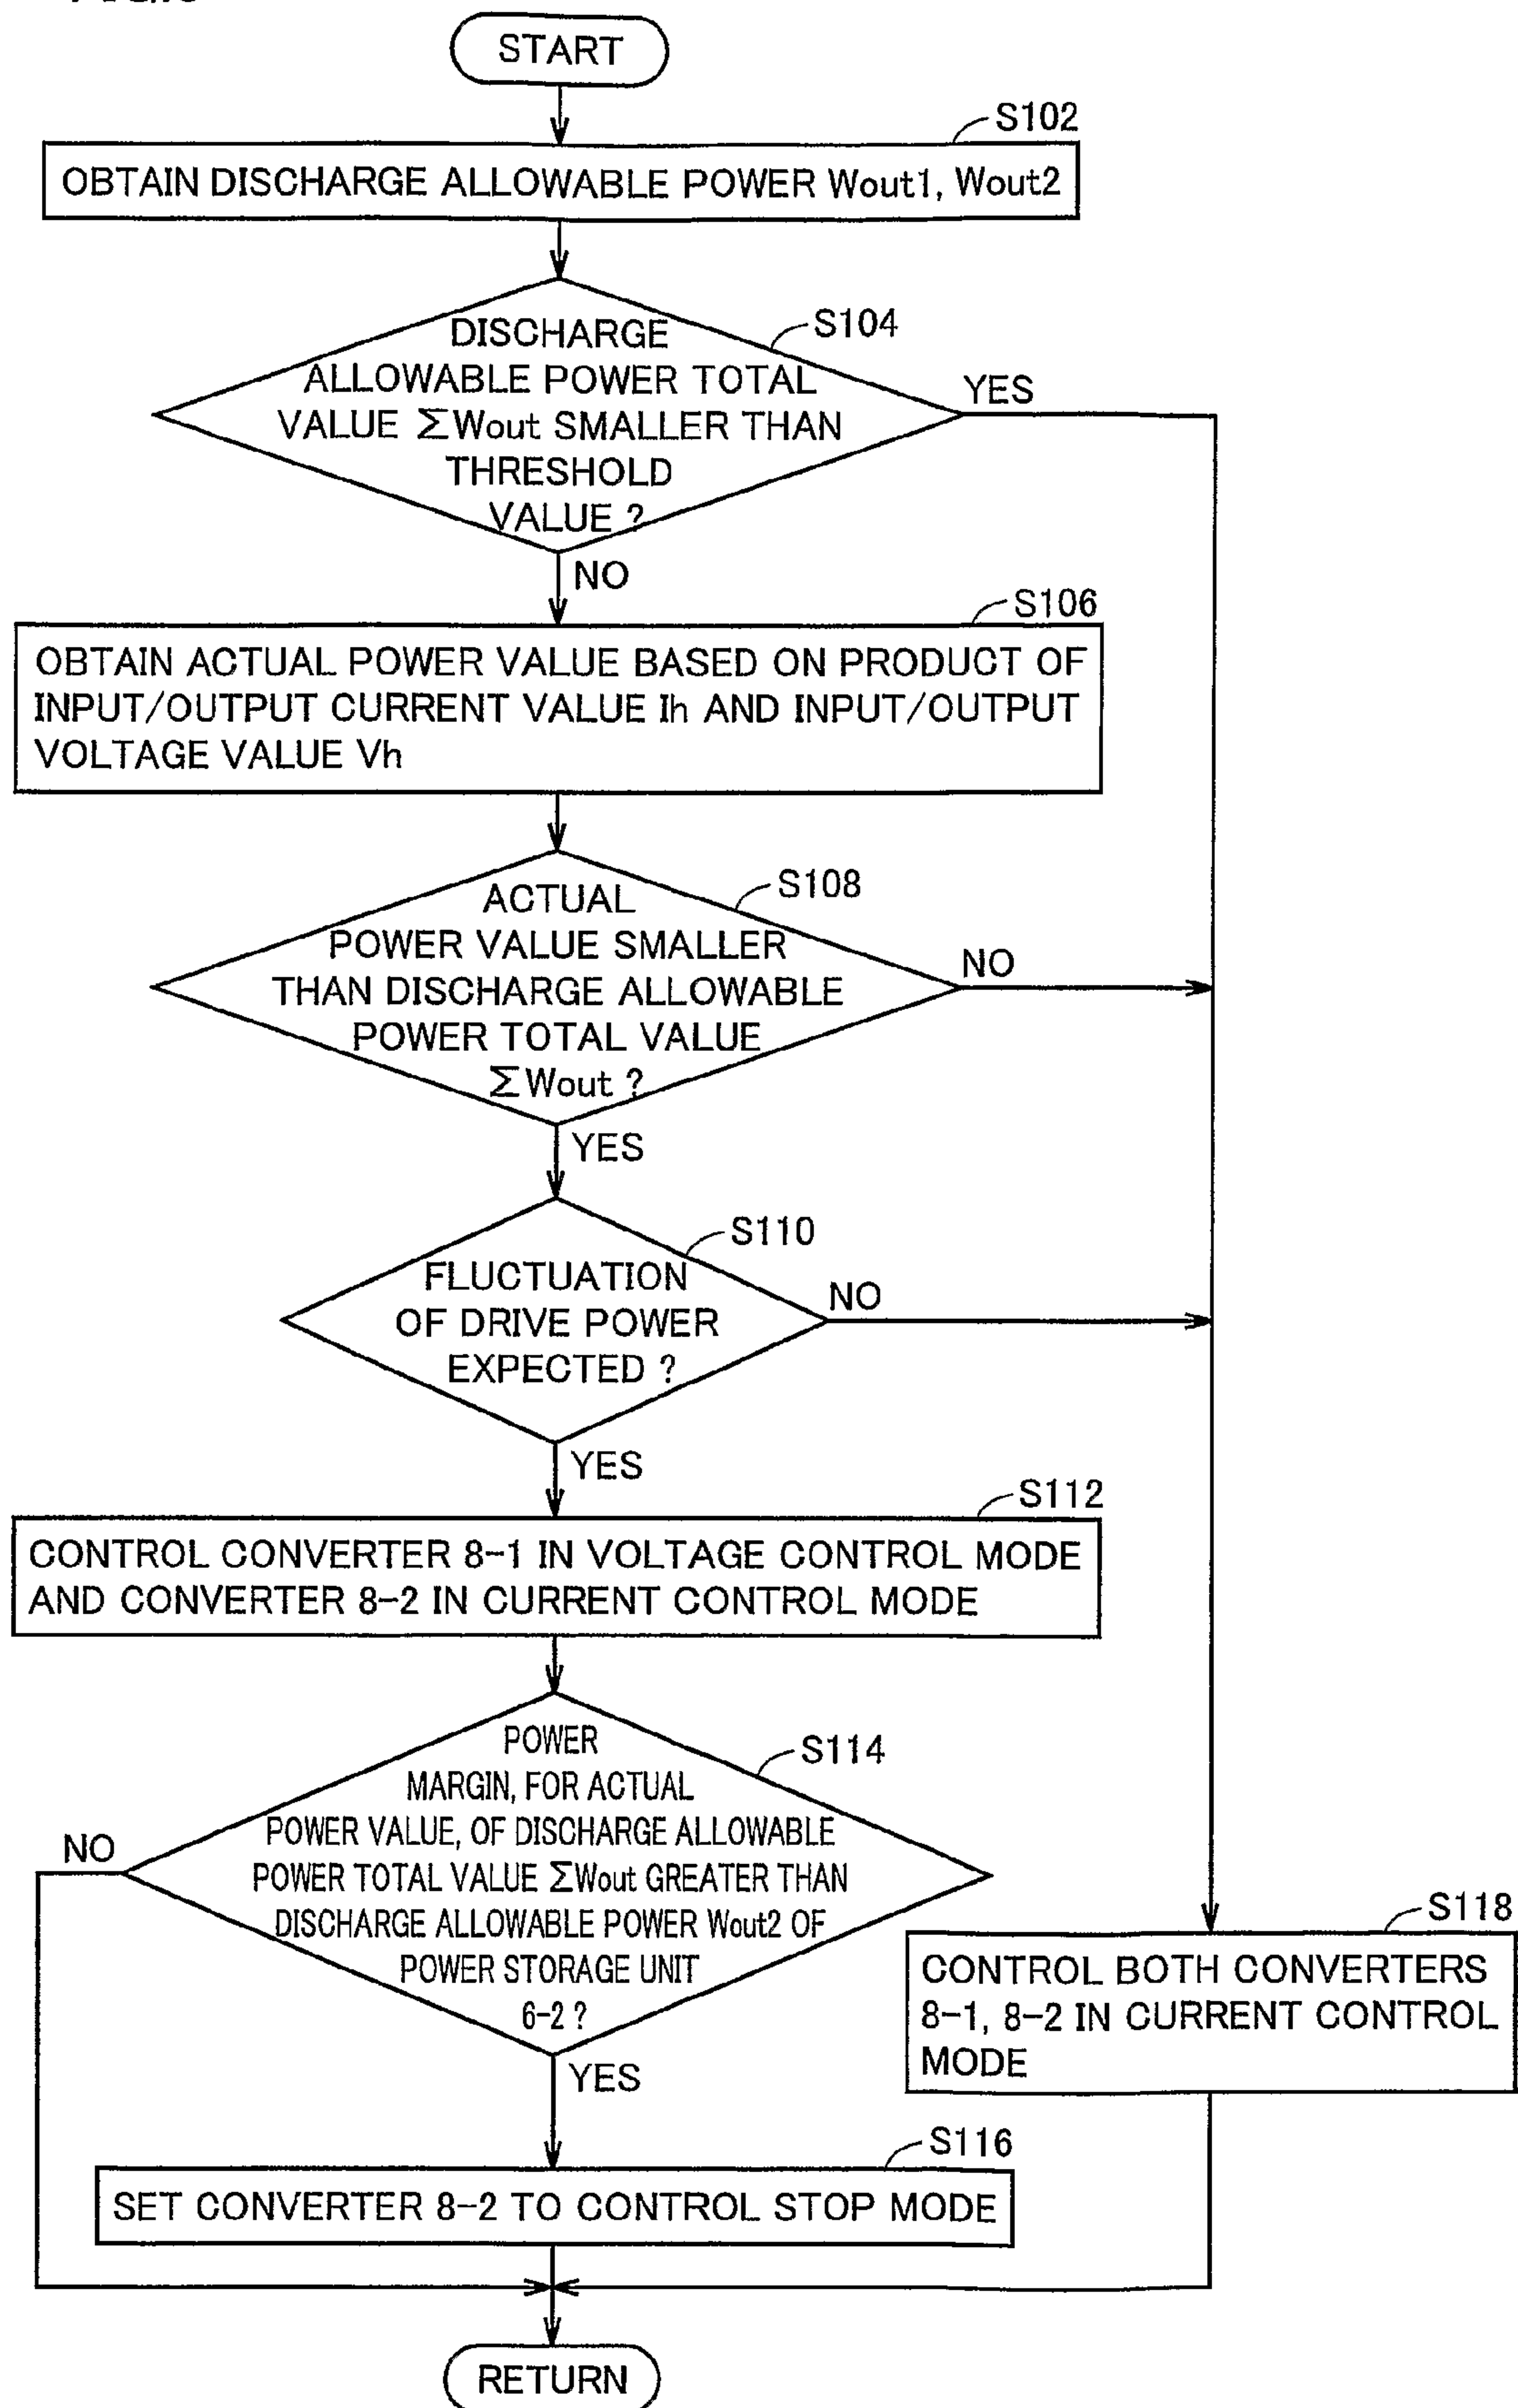 START
S102
OBTAIN DISCHARGE ALLOWABLE POWER Wout1, Wout2
S104
DISCHARGE
ALLOWABLE POWER TOTAL
VALUE ΣWout SMALLER THAN
THRESHOLD
VALUE ?
YES
NO
S106
OBTAIN ACTUAL POWER VALUE BASED ON PRODUCT OF
INPUT/OUTPUT CURRENT VALUE Ih AND INPUT/OUTPUT
VOLTAGE VALUE Vh
S108
ACTUAL
POWER VALUE SMALLER
THAN DISCHARGE ALLOWABLE
POWER TOTAL VALUE
ΣWout ?
NO
YES
S110
FLUCTUATION
OF DRIVE POWER
EXPECTED ?
NO
YES
S112
CONTROL CONVERTER 8-1 IN VOLTAGE CONTROL MODE
AND CONVERTER 8-2 IN CURRENT CONTROL MODE
S114
POWER
MARGIN, FOR ACTUAL
POWER VALUE, OF DISCHARGE ALLOWABLE
POWER TOTAL VALUE ΣWout GREATER THAN
DISCHARGE ALLOWABLE POWER Wout2 OF
POWER STORAGE UNIT
6-2 ?
NO
YES
S118
CONTROL BOTH CONVERTERS
8-1, 8-2 IN CURRENT CONTROL
MODE
S116
SET CONVERTER 8-2 TO CONTROL STOP MODE
RETURN